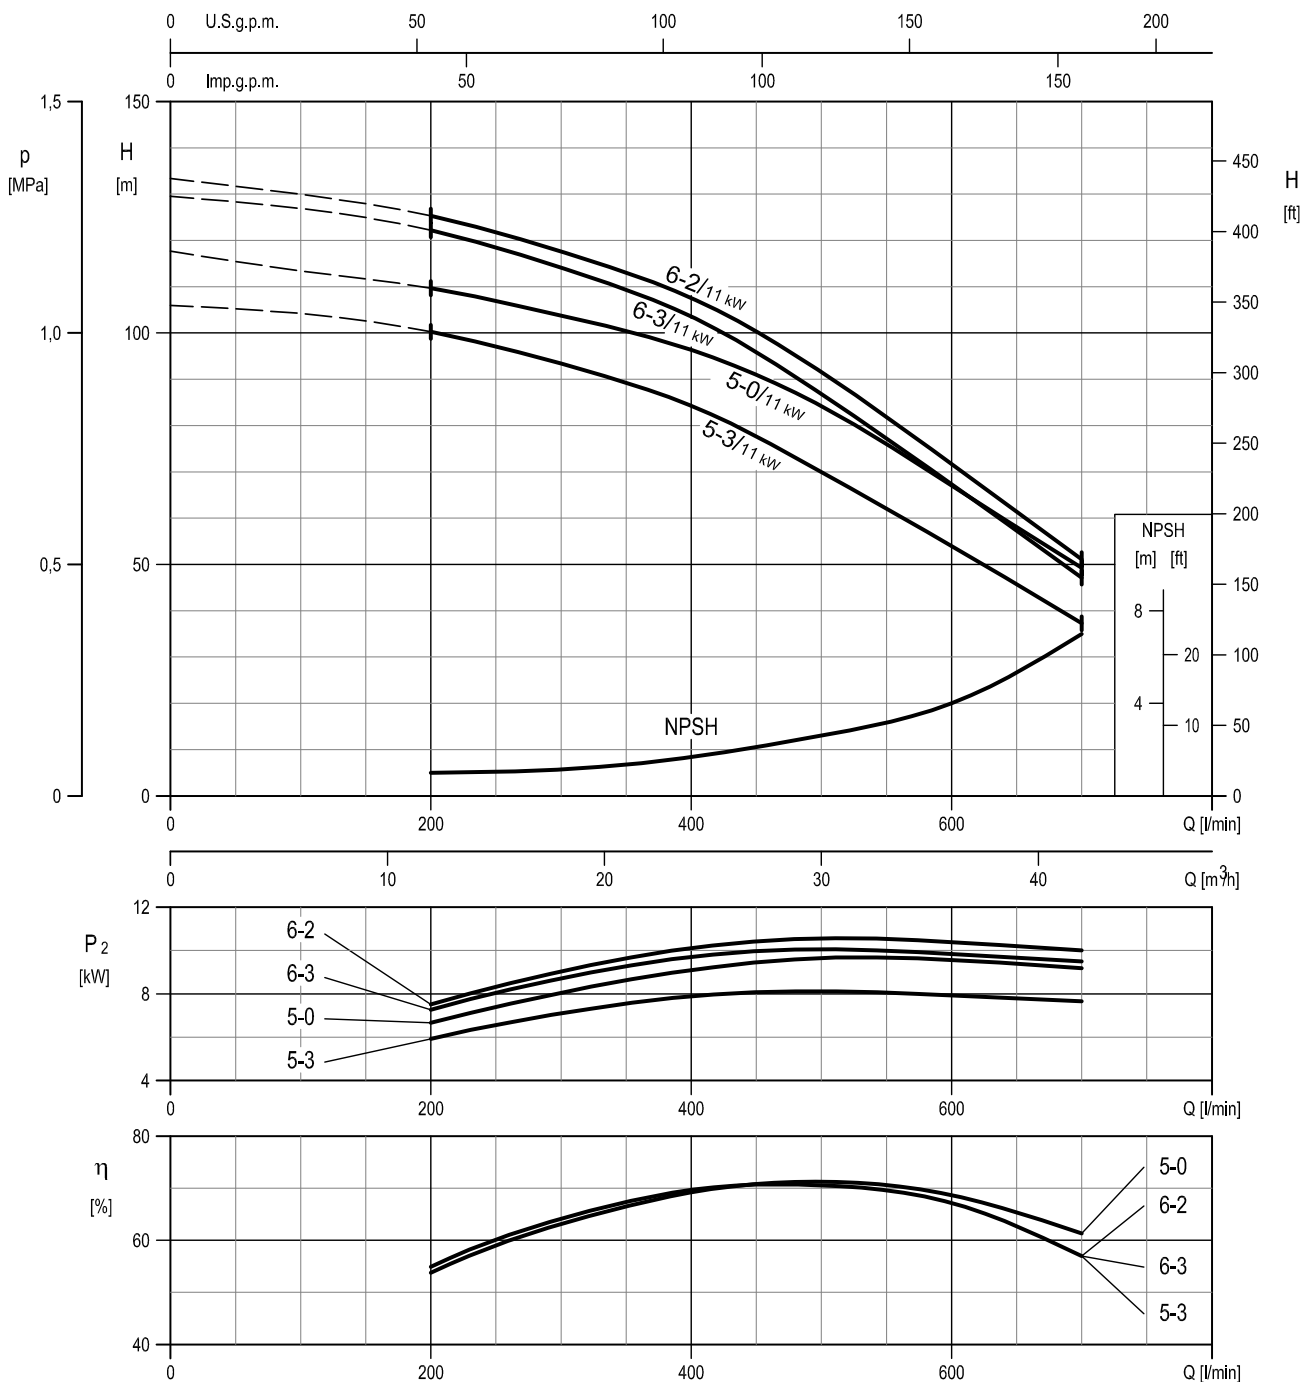 0 U.S.g.p.m. 50 100 150 200
0 Imp.g.p.m. 50 100 150
1,5 150
p H 450 H
[MPa] [m] [ft]
400
6-2/11 kW
350
6-3/11 kW
1,0 100
300
5-0/11 kW
5-3/11 kW
250
200
NPSH
[m] [ft]
0,5 50
150
8
20 100
4
NPSH
10 50
0 0 0
0 200 400 600 Q [l/min]
0 10 20 30 40 Q [m³/h]
12
6-2
P2
[kW]
6-3
8
5-0
5-3
4
0 200 400 600 Q [l/min]
80
η
[%]
5-0
6-2
60
6-3
5-3
40
0 200 400 600 Q [l/min]